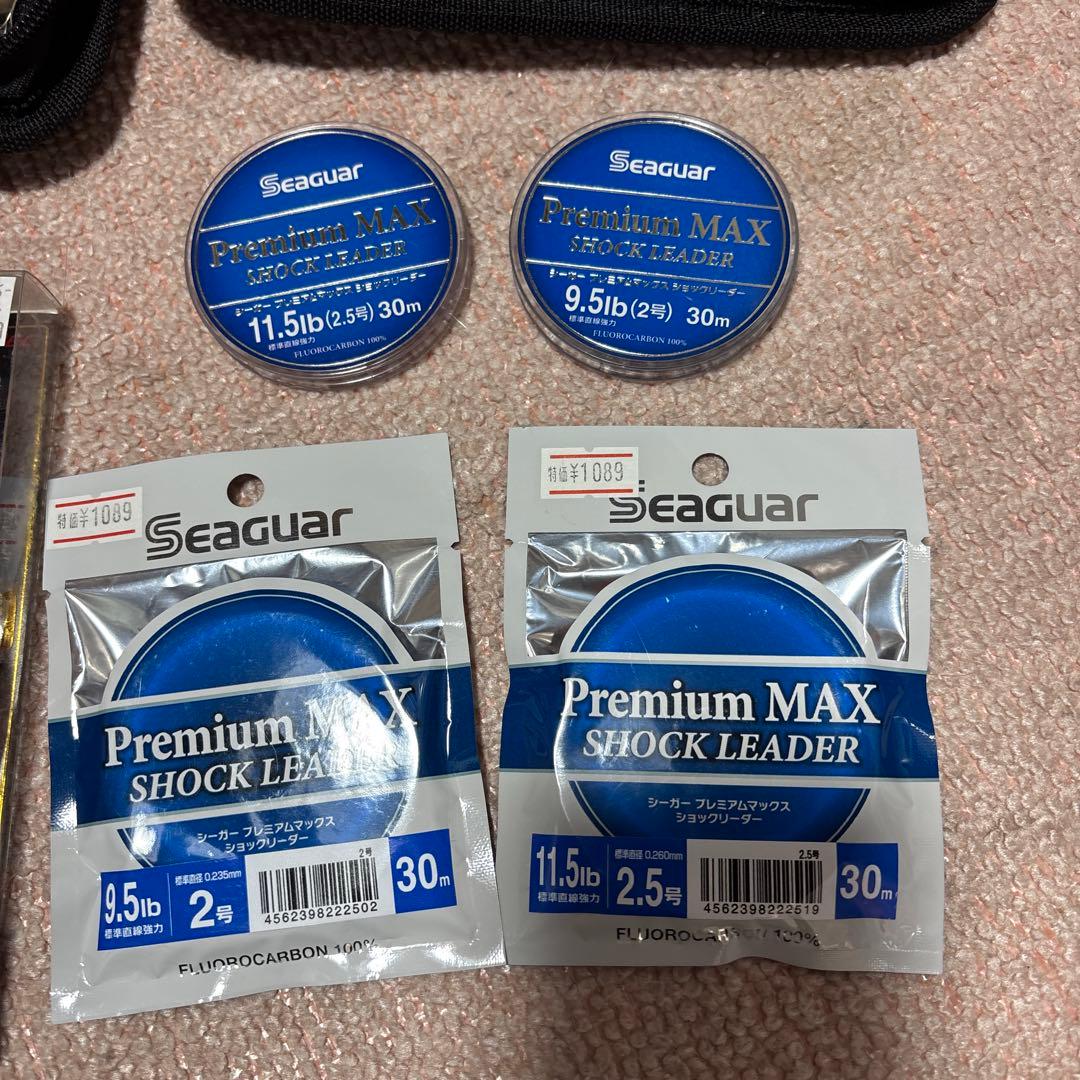 Seaguar
Premium MAX
SHOCK LEADER
シーガー プレミアムマックス ショックリーダー
11.5lb(2.5号) 30m
標準直線強力
FLUOROCARBON 100%
Seaguar
Premium MAX
SHOCK LEADER
シーガー プレミアムマックス ショックリーダー
9.5lb(2号) 30m
標準直線強力
FLUOROCARBON 100%
特価¥1089
Seaguar
Premium MAX
SHOCK LEADER
シーガー プレミアムマックス
ショックリーダー
9.5lb
標準直線強力
標準直径 0.235mm
2号
2号
4562398222502
30m
FLUOROCARBON 100%
特価¥1089
Seaguar
Premium MAX
SHOCK LEADER
シーガー プレミアムマックス
ショックリーダー
11.5lb
標準直線強力
標準直径 0.260mm
2.5号
2.5号
4562398222519
30m
FLUOROCARBON 100%